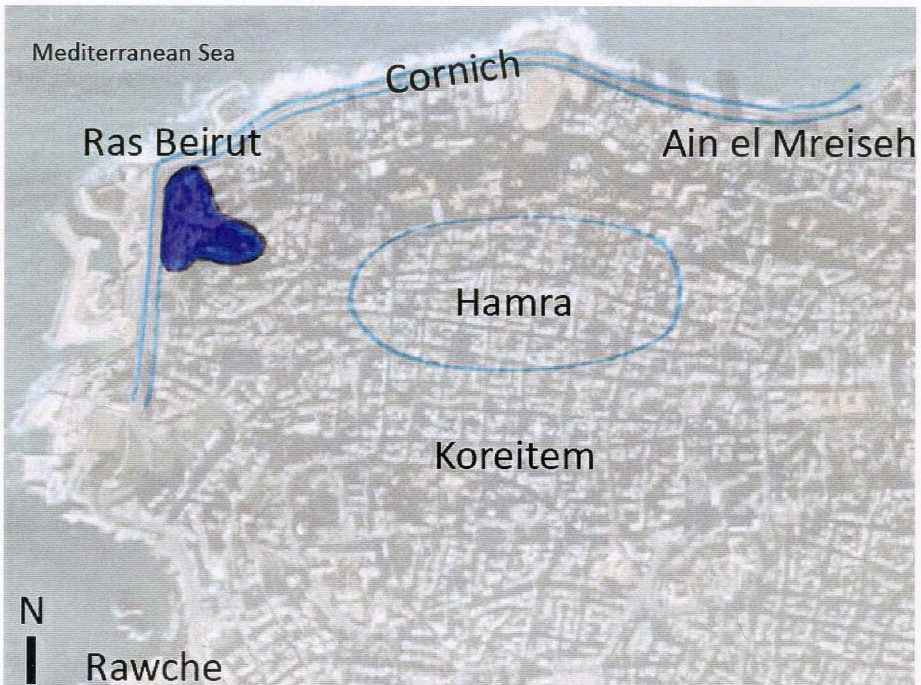 Mediterranean Sea
Cornich
Ras Beirut
Ain el Mreiseh
Hamra
Koreitem
N
Rawche